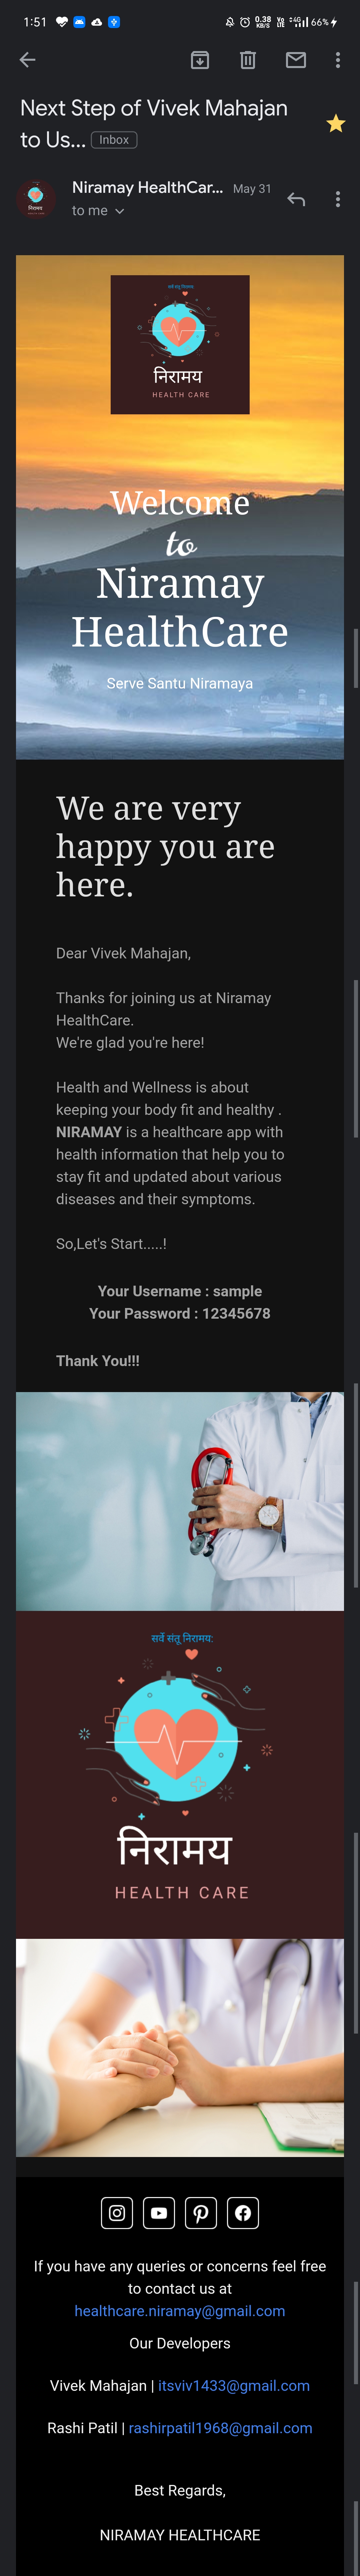 1:51
0.38
KB/S
4G
66%
Next Step of Vivek Mahajan
to Us... Inbox
Niramay HealthCar... May 31
to me
सर्वे संतू निरामय:
निरामय
HEALTH CARE
Welcome
to
Niramay
HealthCare
Serve Santu Niramaya
We are very
happy you are
here.
Dear Vivek Mahajan,
Thanks for joining us at Niramay
HealthCare.
We're glad you're here!
Health and Wellness is about
keeping your body fit and healthy .
NIRAMAY is a healthcare app with
health information that help you to
stay fit and updated about various
diseases and their symptoms.
So,Let's Start.....!
Your Username : sample
Your Password : 12345678
Thank You!!!
सर्वे संतू निरामय:
निरामय
HEALTH CARE
If you have any queries or concerns feel free
to contact us at
healthcare.niramay@gmail.com
Our Developers
Vivek Mahajan | itsviv1433@gmail.com
Rashi Patil | rashirpatil1968@gmail.com
Best Regards,
NIRAMAY HEALTHCARE